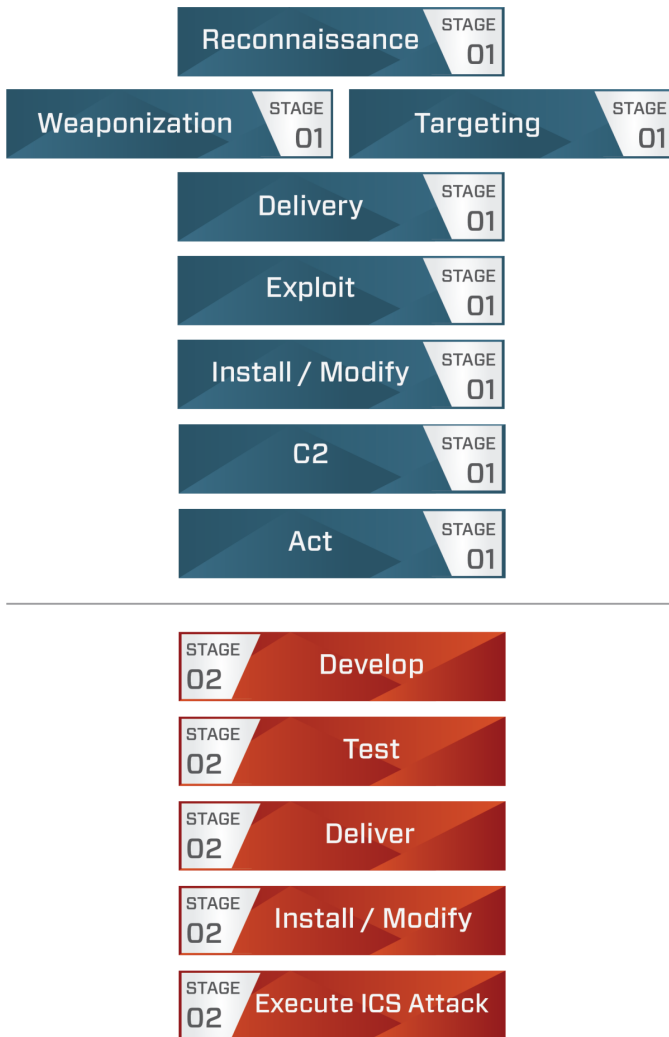 Reconnaissance STAGE 01
Weaponization STAGE 01 Targeting STAGE 01
Delivery STAGE 01
Exploit STAGE 01
Install / Modify STAGE 01
C2 STAGE 01
Act STAGE 01
STAGE 02 Develop
STAGE 02 Test
STAGE 02 Deliver
STAGE 02 Install / Modify
STAGE 02 Execute ICS Attack